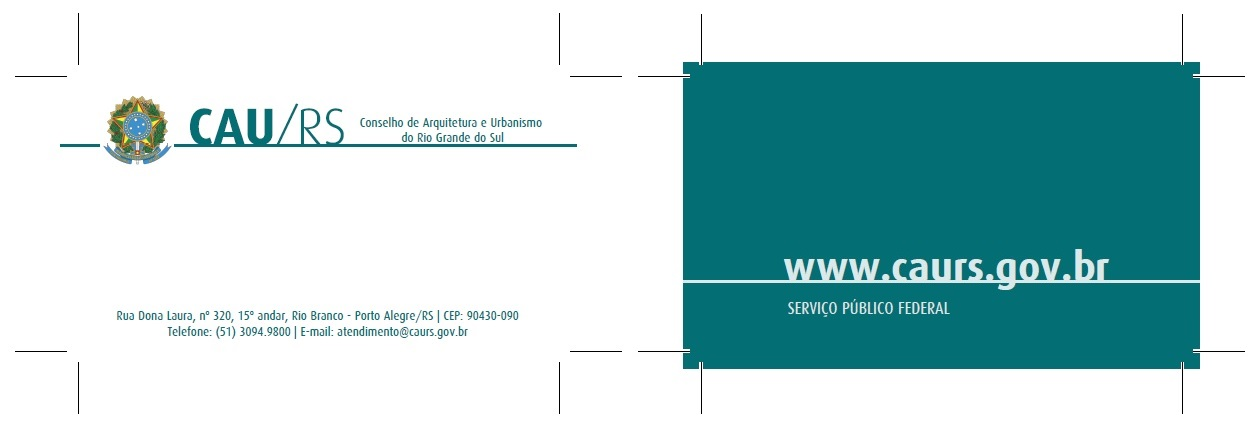 CAU/RS
Conselho de Arquitetura e Urbanismo
do Rio Grande do Sul
Rua Dona Laura, nº 320, 15º andar, Rio Branco - Porto Alegre/RS | CEP: 90430-090
Telefone: (51) 3094.9800 | E-mail: atendimento@caurs.gov.br
www.caurs.gov.br
SERVIÇO PÚBLICO FEDERAL